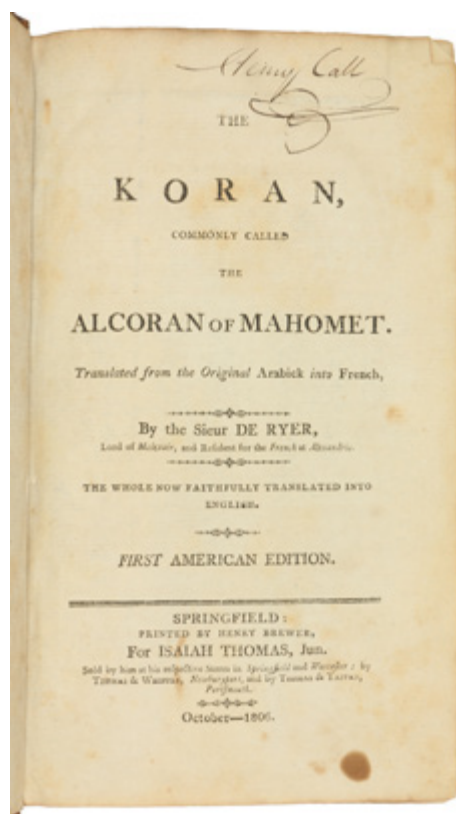 Henry Call
THE
KORAN,
COMMONLY CALLED
THE
ALCORAN OF MAHOMET.
Translated from the Original Arabick into French,
By the Sieur DE RYER,
Lord of Malezair, and Resident for the French at Alexandria.
THE WHOLE NOW FAITHFULLY TRANSLATED INTO
ENGLISH.
FIRST AMERICAN EDITION.
SPRINGFIELD:
PRINTED BY HENRY BREWER,
For ISAIAH THOMAS, Jun.
Sold by him at his respective Stores in Springfield and Worcester; by
THOMAS & WHIPPLE, Newburyport, and by THOMAS & TAPPAN,
Portsmouth.
October—1806.